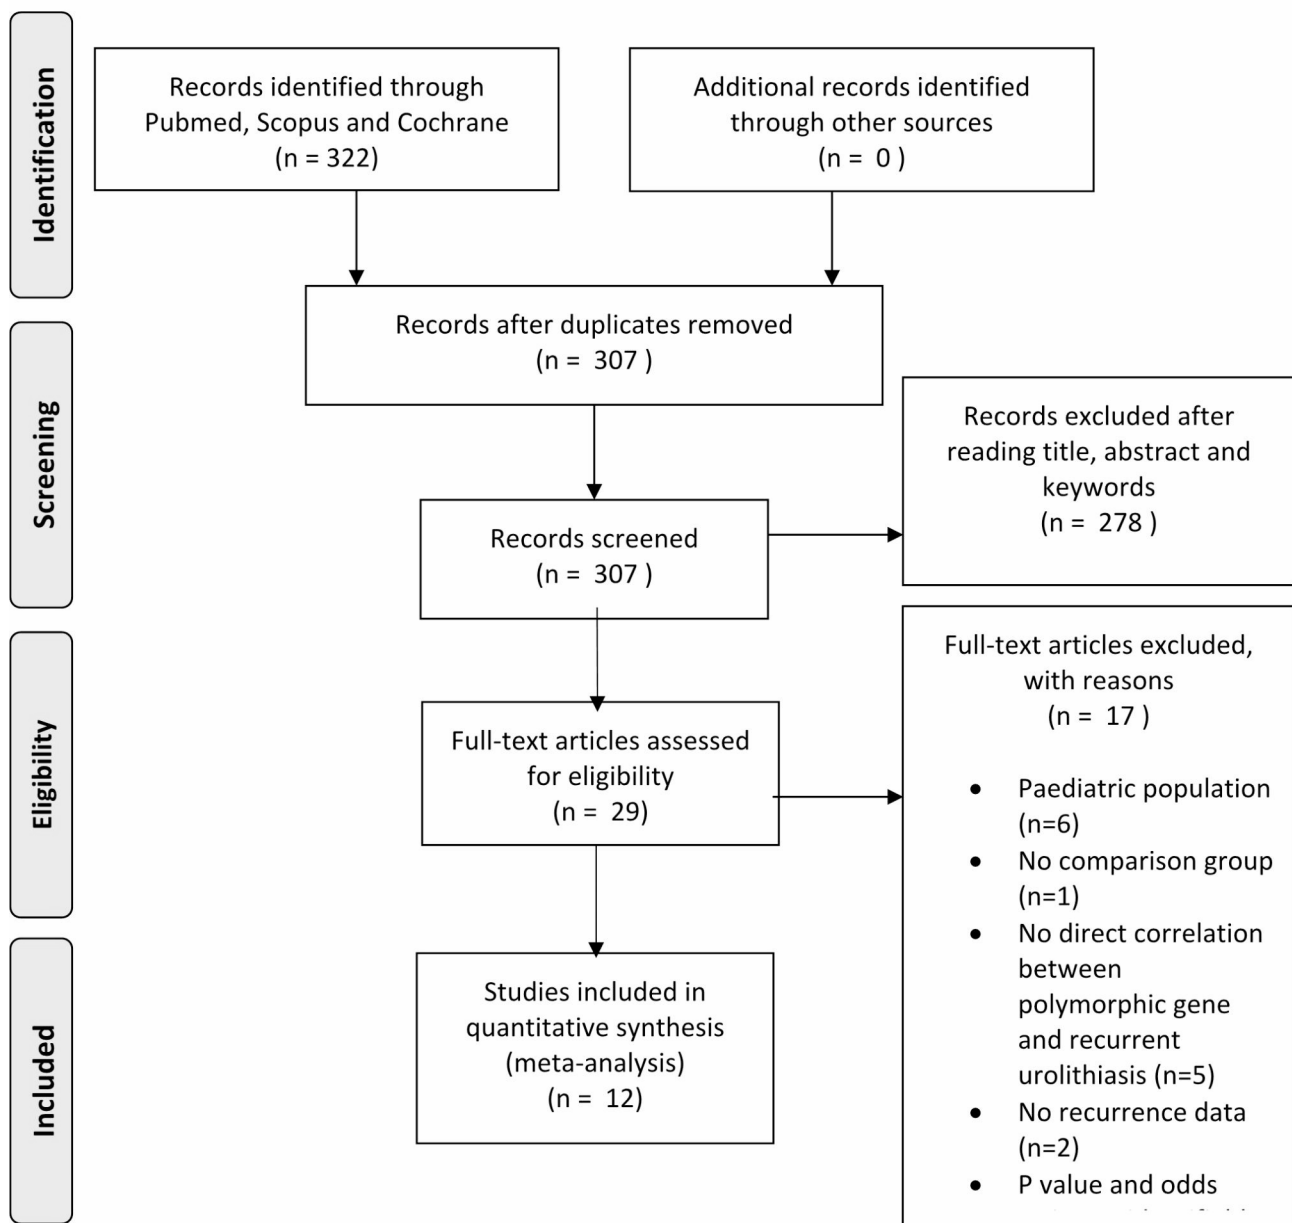 Identification
Records identified through
Pubmed, Scopus and Cochrane
(n = 322)
Additional records identified
through other sources
(n = 0 )
Records after duplicates removed
(n = 307 )
Screening
Records screened
(n = 307 )
Records excluded after
reading title, abstract and
keywords
(n = 278 )
Eligibility
Full-text articles assessed
for eligibility
(n = 29)
Full-text articles excluded,
with reasons
(n = 17 )
• Paediatric population
(n=6)
• No comparison group
(n=1)
• No direct correlation
between
polymorphic gene
and recurrent
urolithiasis (n=5)
• No recurrence data
(n=2)
• P value and odds
Included
Studies included in
quantitative synthesis
(meta-analysis)
(n = 12)